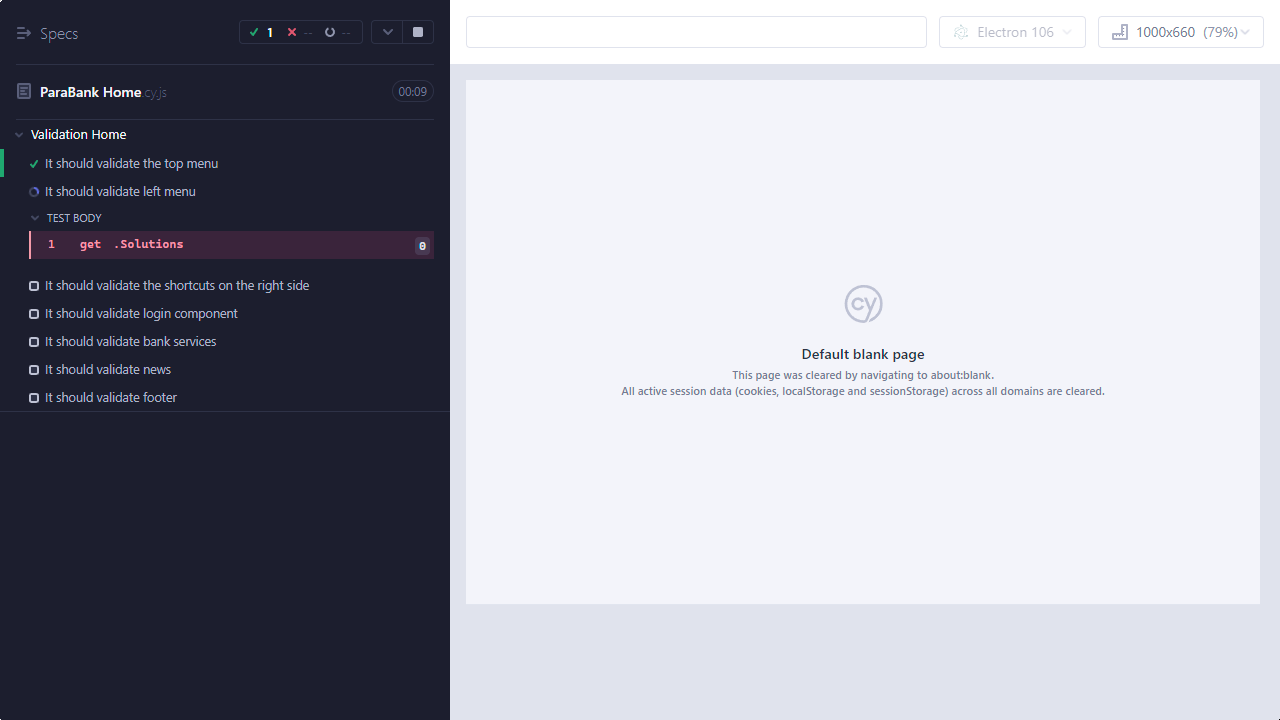 Specs
1
--
--
ParaBank Home.cy.js
00:09
Validation Home
It should validate the top menu
It should validate left menu
TEST BODY
1 get .Solutions 0
It should validate the shortcuts on the right side
It should validate login component
It should validate bank services
It should validate news
It should validate footer
Electron 106
1000x660 (79%)
cy
Default blank page
This page was cleared by navigating to about:blank.
All active session data (cookies, localStorage and sessionStorage) across all domains are cleared.